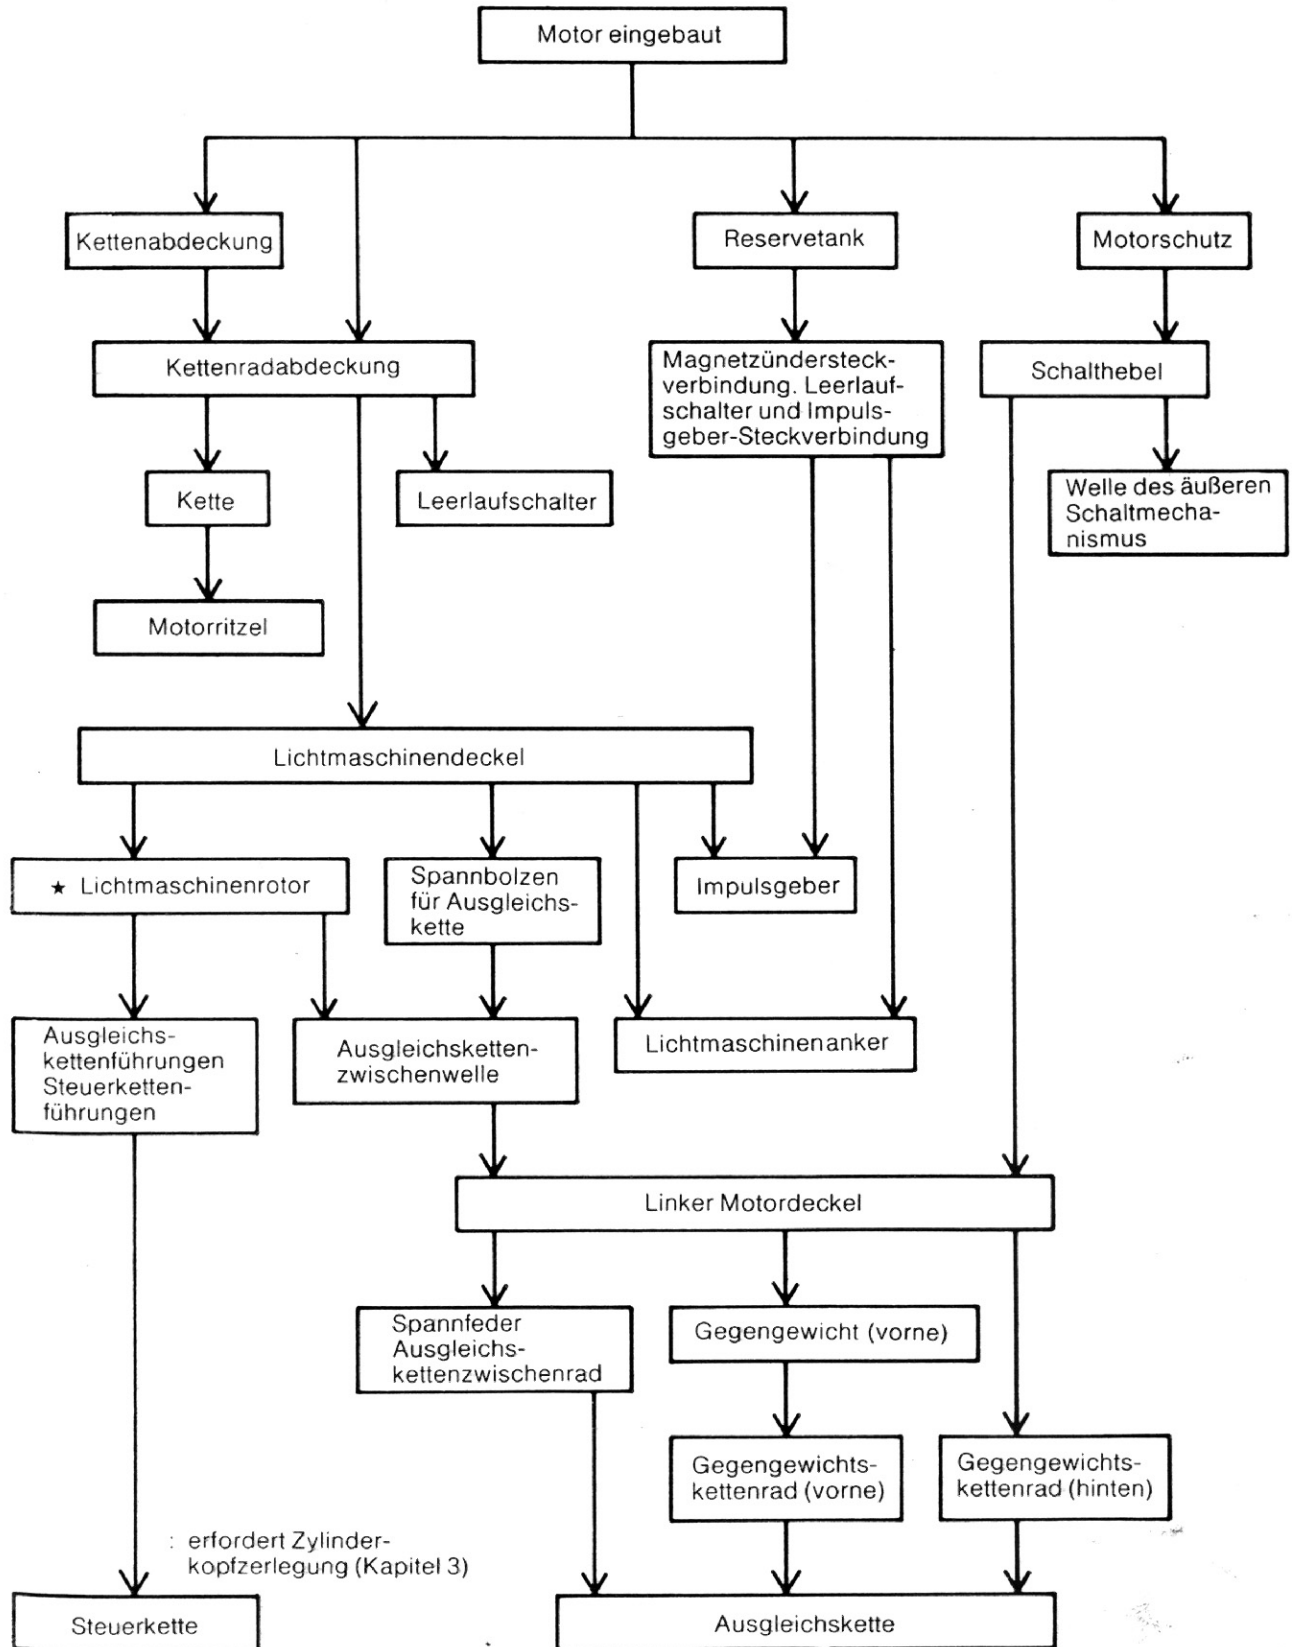 Motor eingebaut
Kettenabdeckung
Reservetank
Motorschutz
Kettenradabdeckung
Magnetzündersteck-
verbindung. Leerlauf-
schalter und Impuls-
geber-Steckverbindung
Schalthebel
Kette
Leerlaufschalter
Welle des äußeren
Schaltmecha-
nismus
Motorritzel
Lichtmaschinendeckel
★ Lichtmaschinenrotor
Spannbolzen
für Ausgleichs-
kette
Impulsgeber
Ausgleichs-
kettenführungen
Steuerketten-
führungen
Ausgleichsketten-
zwischenwelle
Lichtmaschinenanker
Linker Motordeckel
Spannfeder
Ausgleichs-
kettenzwischenrad
Gegengewicht (vorne)
Gegengewichts-
kettenrad (vorne)
Gegengewichts-
kettenrad (hinten)
: erfordert Zylinder-
kopfzerlegung (Kapitel 3)
Steuerkette
Ausgleichskette